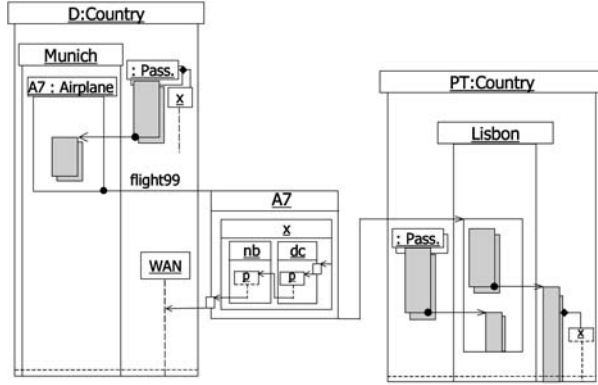 D:Country
Munich
: Pass.
A7 : Airplane
x
PT:Country
Lisbon
flight99
A7
x
nb dc
p p
WAN
: Pass.
x